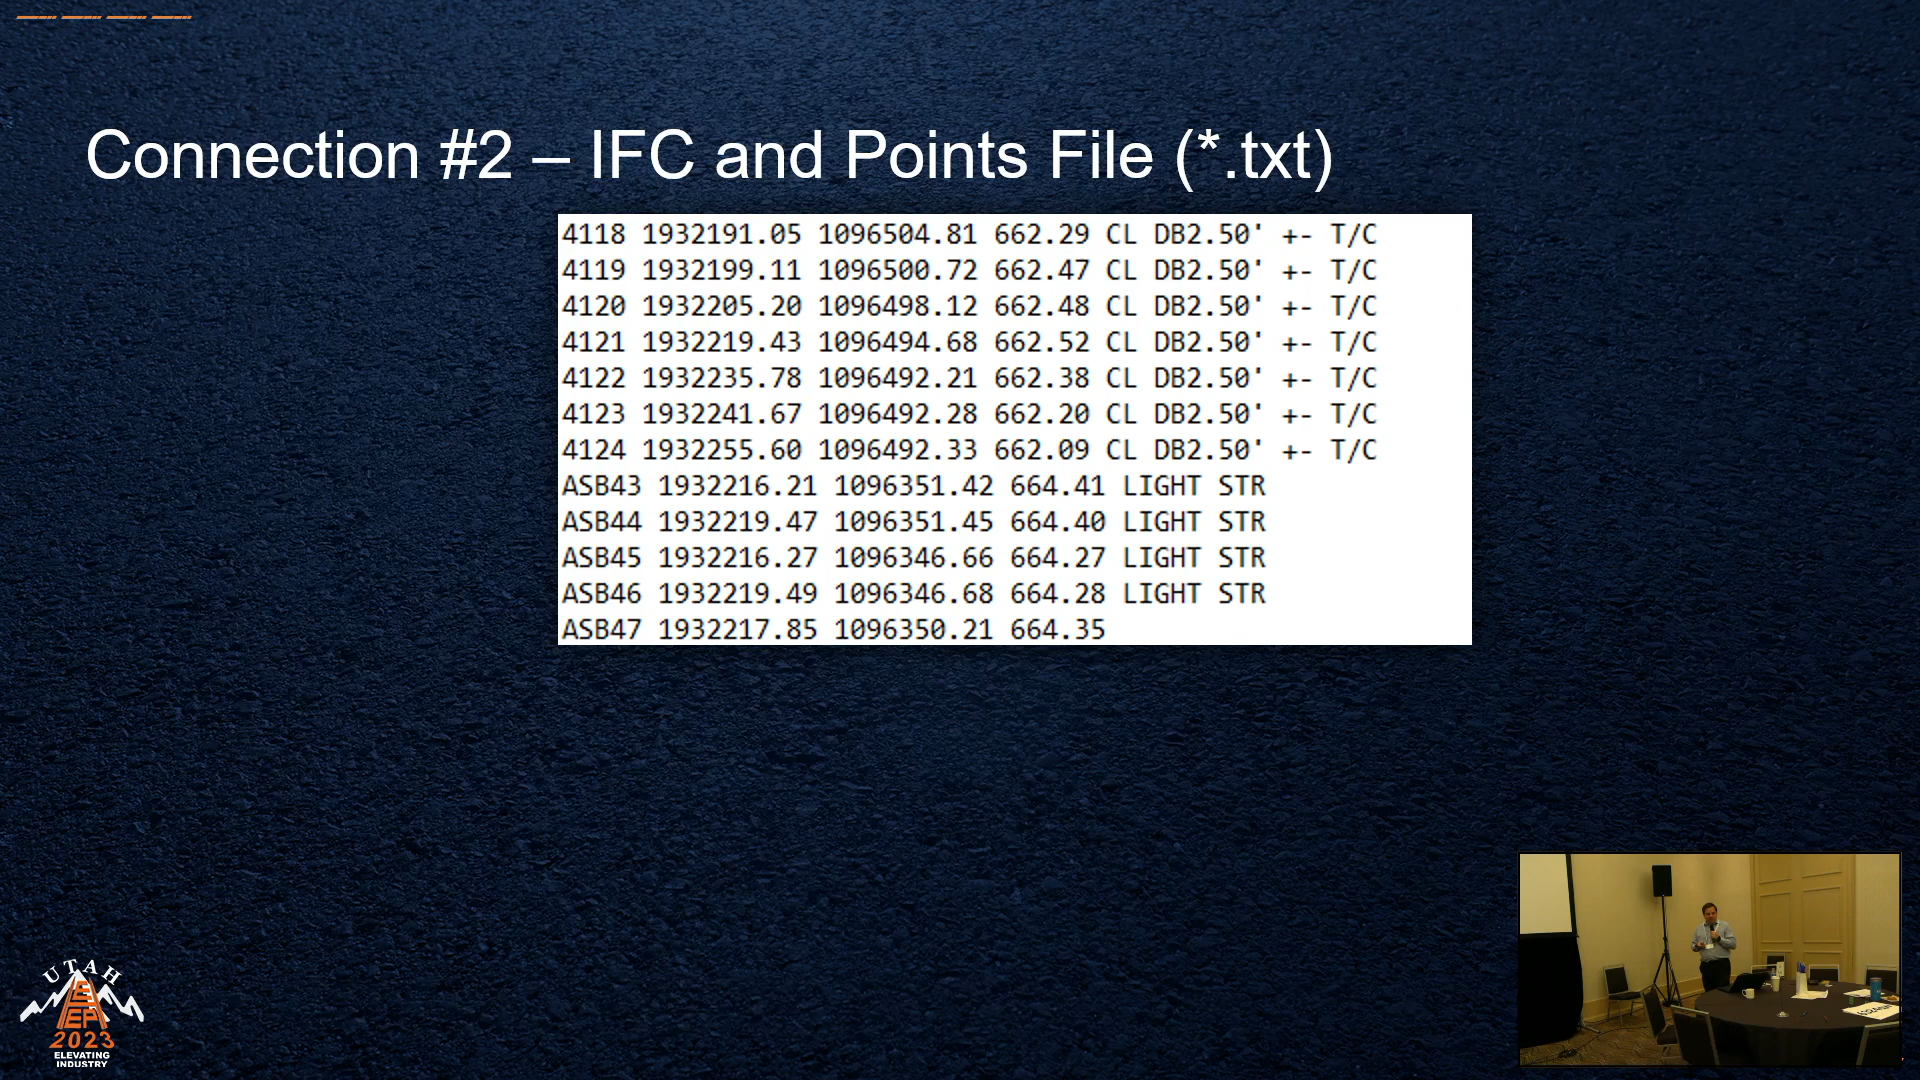 Connection #2 – IFC and Points File (*.txt)
4118 1932191.05 1096504.81 662.29 CL DB2.50' +- T/C
4119 1932199.11 1096500.72 662.47 CL DB2.50' +- T/C
4120 1932205.20 1096498.12 662.48 CL DB2.50' +- T/C
4121 1932219.43 1096494.68 662.52 CL DB2.50' +- T/C
4122 1932235.78 1096492.21 662.38 CL DB2.50' +- T/C
4123 1932241.67 1096492.28 662.20 CL DB2.50' +- T/C
4124 1932255.60 1096492.33 662.09 CL DB2.50' +- T/C
ASB43 1932216.21 1096351.42 664.41 LIGHT STR
ASB44 1932219.47 1096351.45 664.40 LIGHT STR
ASB45 1932216.27 1096346.66 664.27 LIGHT STR
ASB46 1932219.49 1096346.68 664.28 LIGHT STR
ASB47 1932217.85 1096350.21 664.35
UTAH
2023
ELEVATING
INDUSTRY